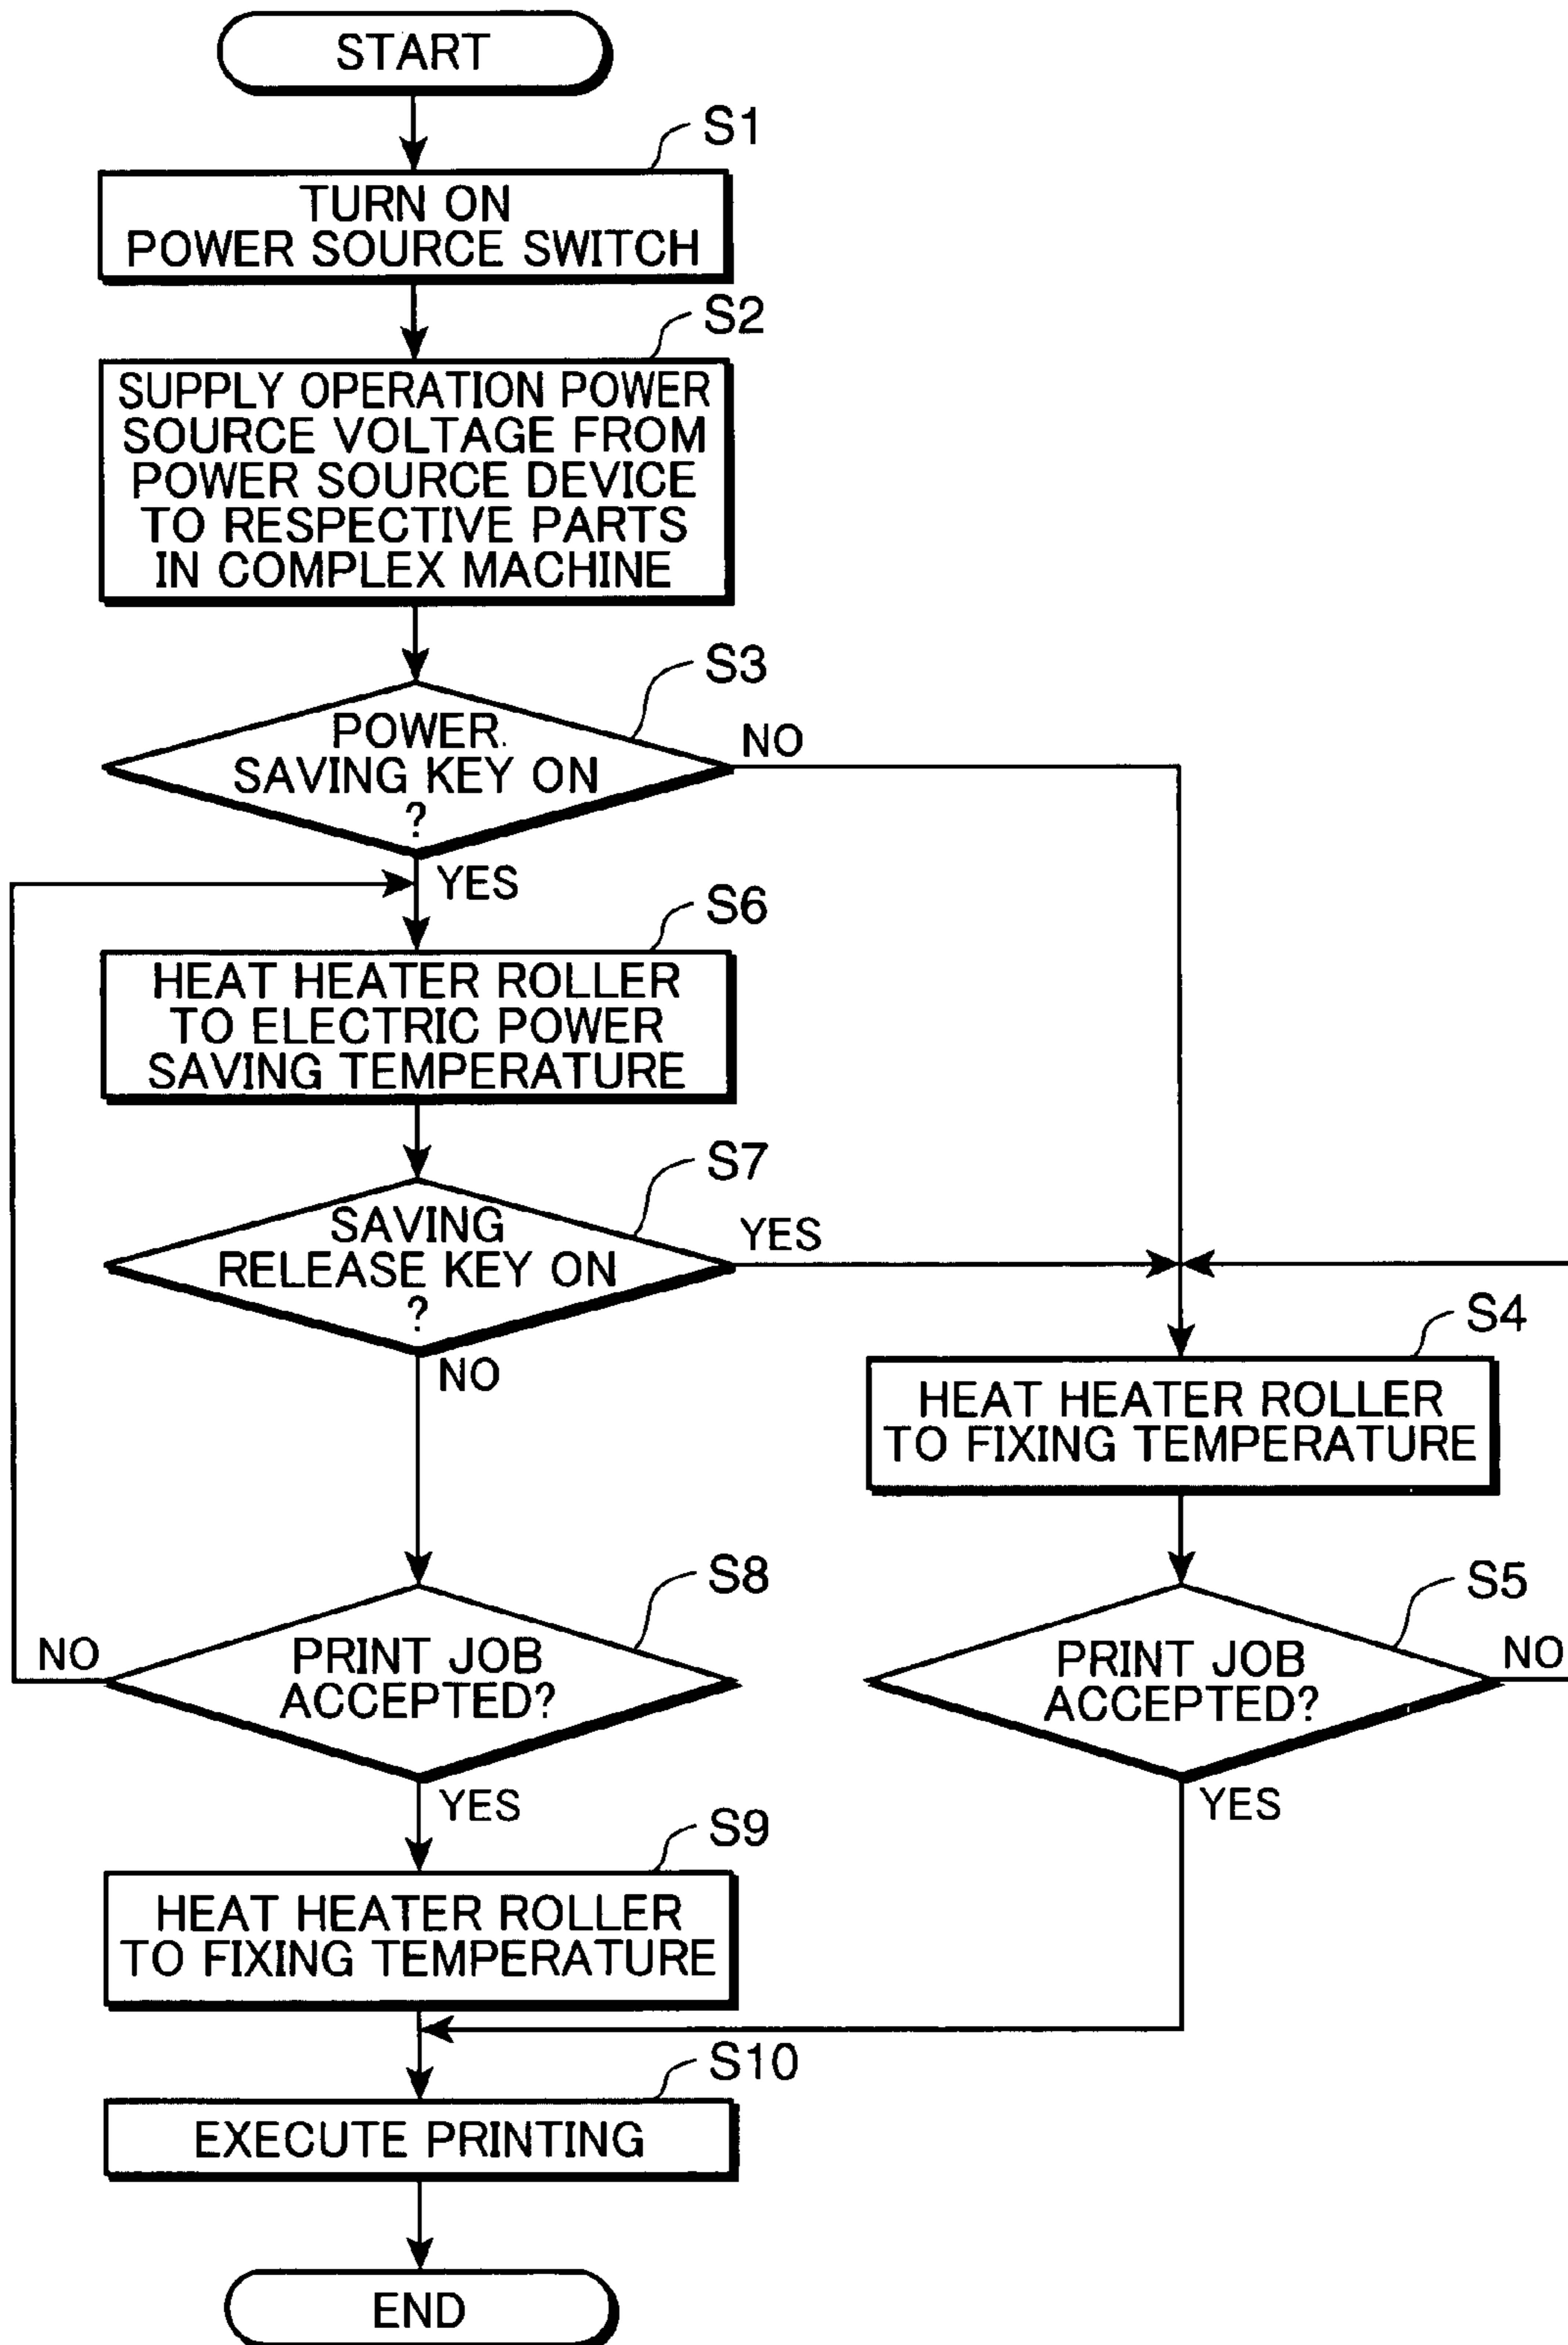 START
S1
TURN ON
POWER SOURCE SWITCH
S2
SUPPLY OPERATION POWER
SOURCE VOLTAGE FROM
POWER SOURCE DEVICE
TO RESPECTIVE PARTS
IN COMPLEX MACHINE
S3
POWER
SAVING KEY ON
?
NO
YES
S6
HEAT HEATER ROLLER
TO ELECTRIC POWER
SAVING TEMPERATURE
S7
SAVING
RELEASE KEY ON
?
YES
NO
S4
HEAT HEATER ROLLER
TO FIXING TEMPERATURE
S8
PRINT JOB
ACCEPTED?
NO
YES
S5
PRINT JOB
ACCEPTED?
NO
YES
S9
HEAT HEATER ROLLER
TO FIXING TEMPERATURE
S10
EXECUTE PRINTING
END